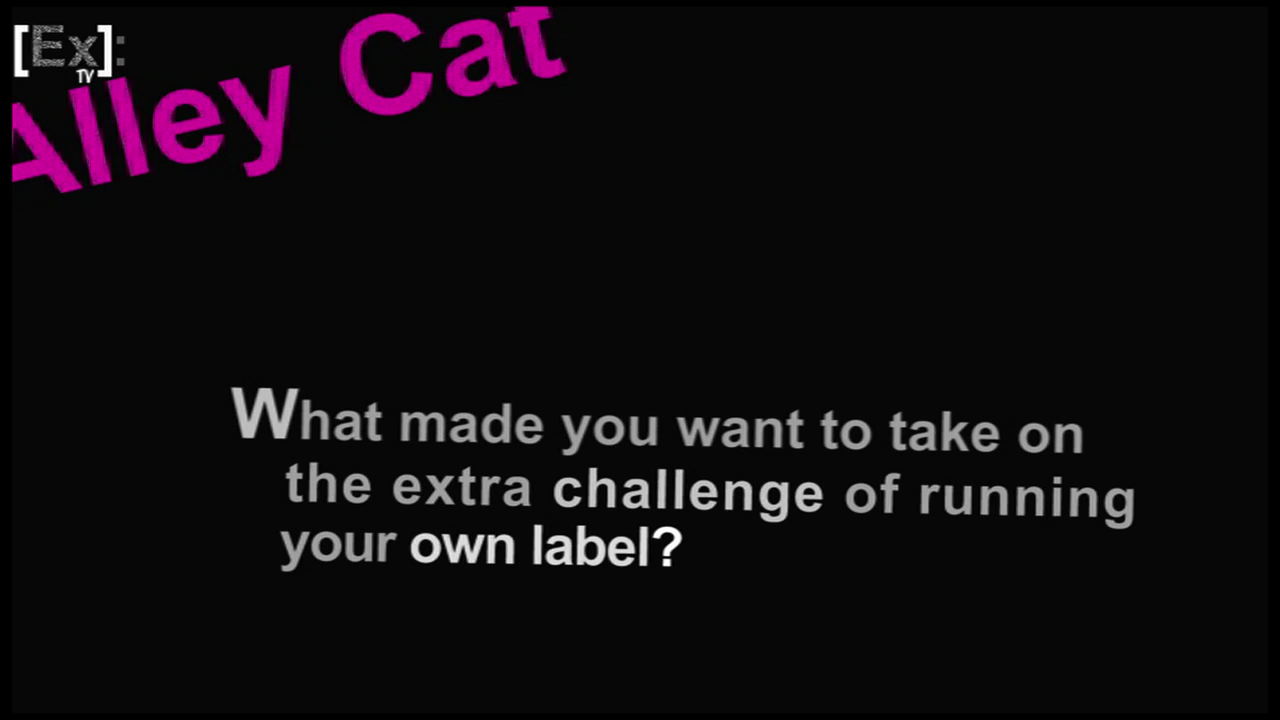 [Ex]:
TV
Alley Cat
What made you want to take on
the extra challenge of running
your own label?